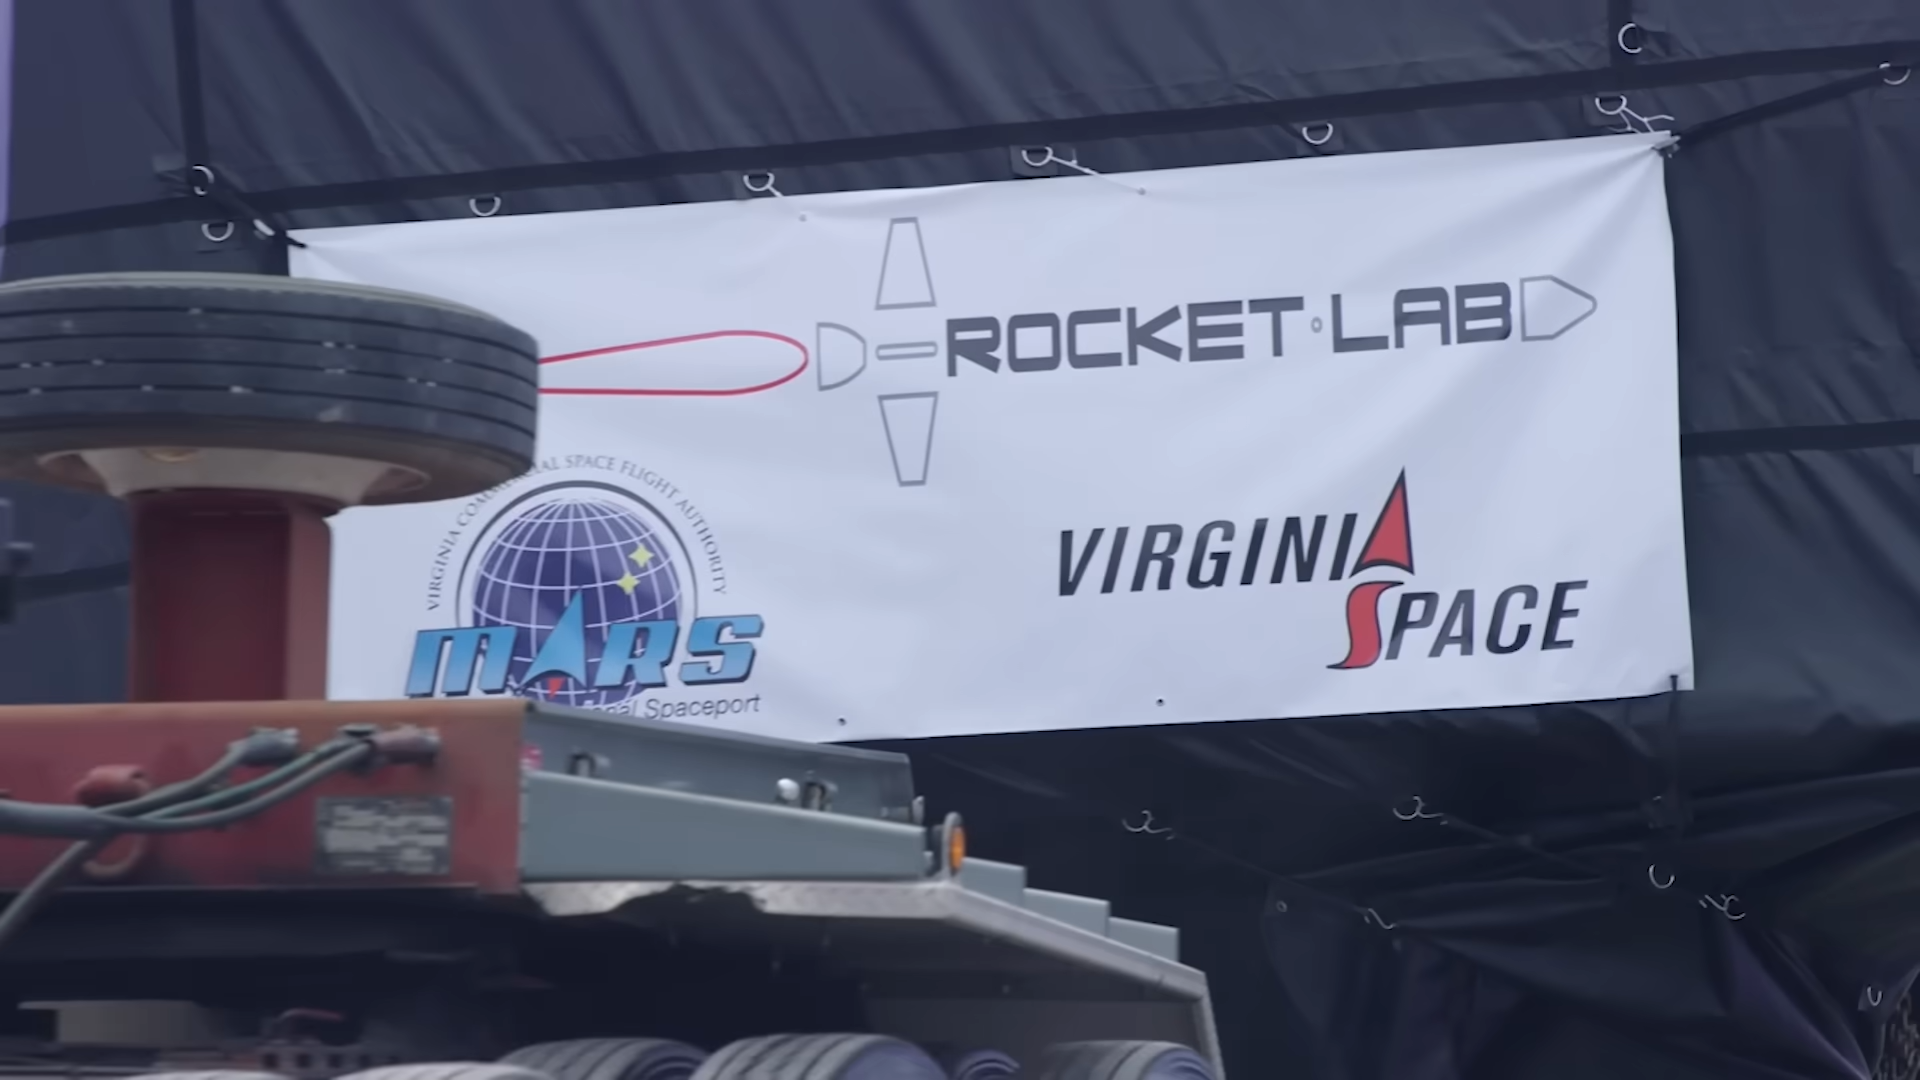 ROCKET LAB
VIRGINIA COMMERCIAL SPACE FLIGHT AUTHORITY
MARS
Spaceport
VIRGINIA
SPACE